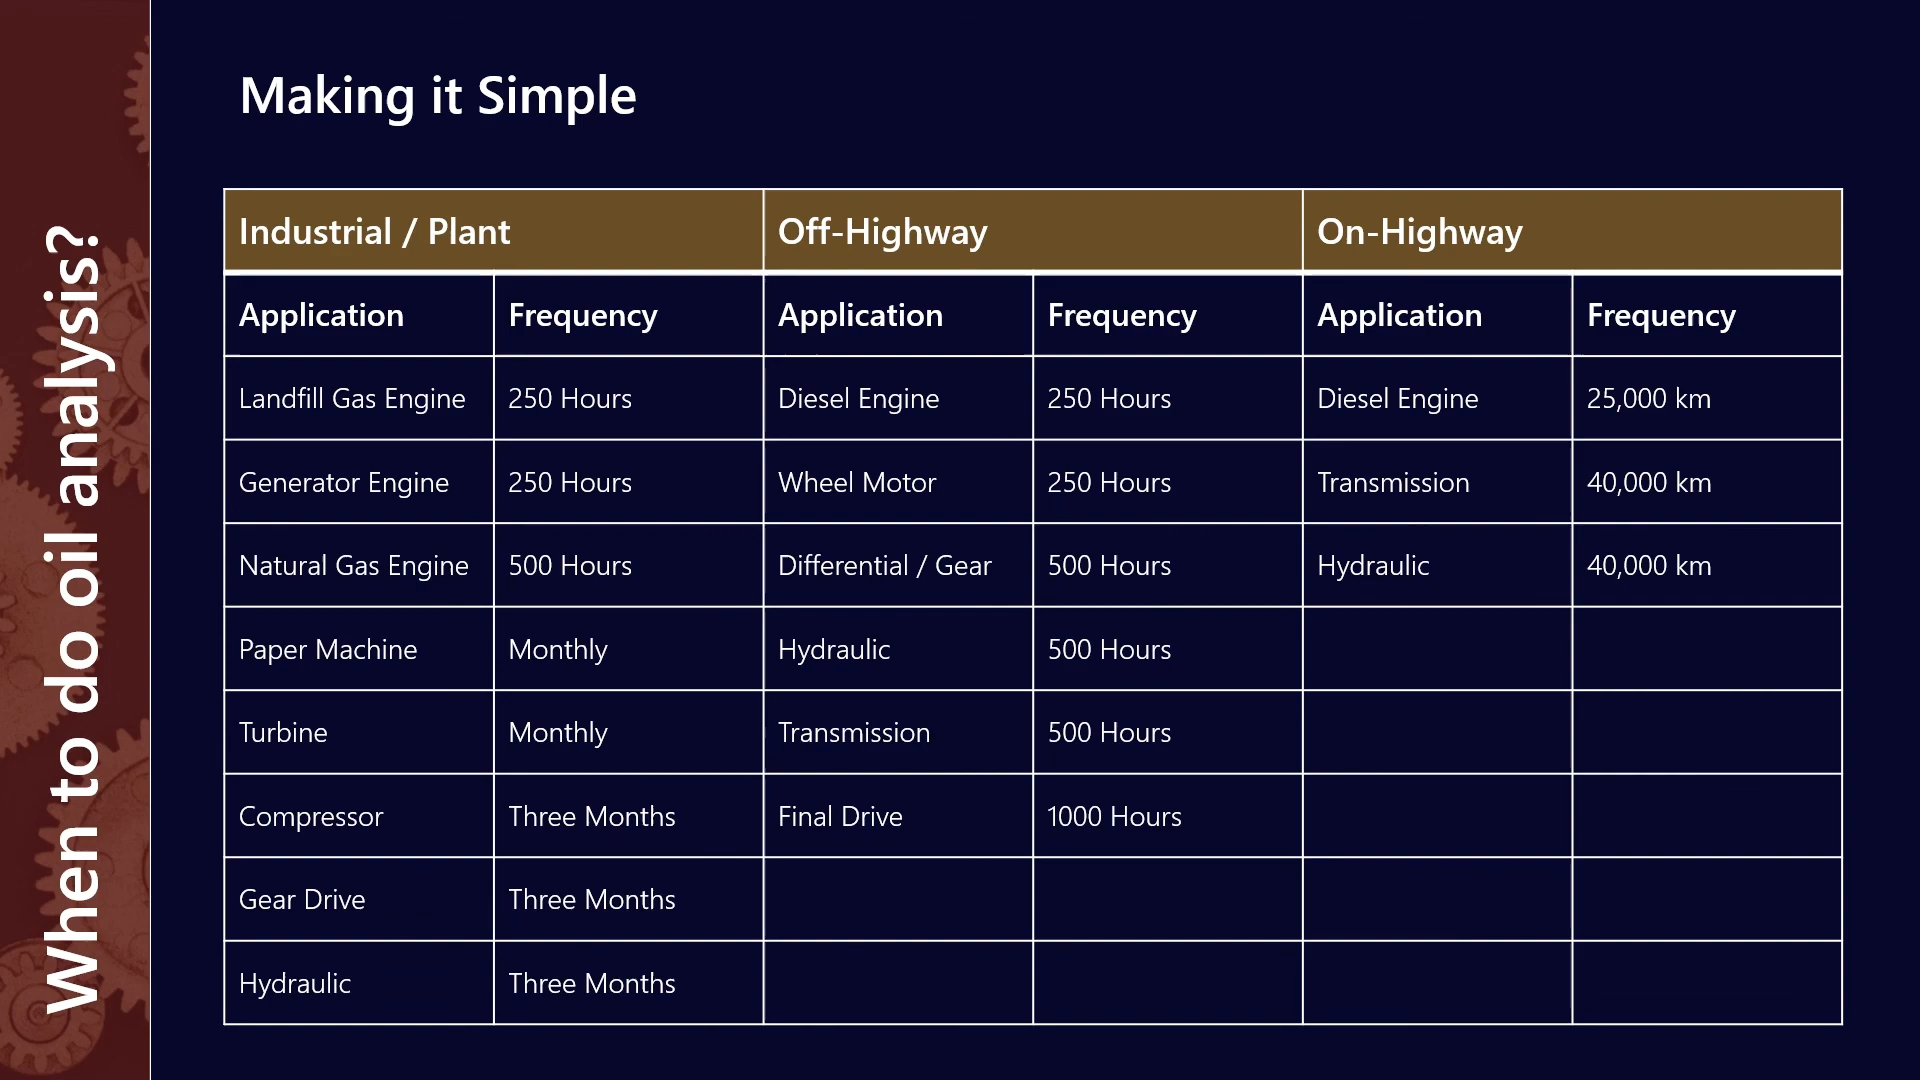 When to do oil analysis?
Making it Simple
Industrial / Plant Off-Highway On-Highway
Application Frequency Application Frequency Application Frequency
Landfill Gas Engine 250 Hours Diesel Engine 250 Hours Diesel Engine 25,000 km
Generator Engine 250 Hours Wheel Motor 250 Hours Transmission 40,000 km
Natural Gas Engine 500 Hours Differential / Gear 500 Hours Hydraulic 40,000 km
Paper Machine Monthly Hydraulic 500 Hours
Turbine Monthly Transmission 500 Hours
Compressor Three Months Final Drive 1000 Hours
Gear Drive Three Months
Hydraulic Three Months